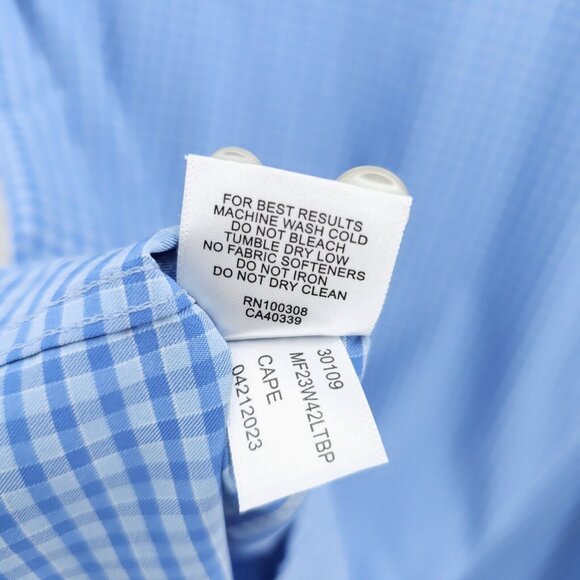 FOR BEST RESULTS
MACHINE WASH COLD
DO NOT BLEACH
TUMBLE DRY LOW
NO FABRIC SOFTENERS
DO NOT IRON
DO NOT DRY CLEAN
RN100308
CA40339
30109
MF23W42LTBP
CAPE
04212023